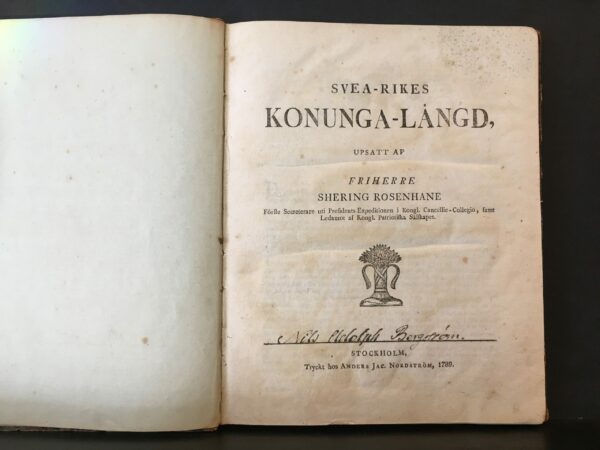 SVEA-RIKES
KONUNGA-LÄNGD,
UPSATT AF
FRIHERRE
SHERING ROSENHANE
Förste Secreterare uti Presidents Expeditionen i Kongl. Cancellie-Collegio, samt
Ledamot af Kongl. Patriotiska Sälskapet.
Nils Adolph Bergström.
STOCKHOLM,
Tryckt hos ANDERS JAC. NORDSTRÖM, 1789.